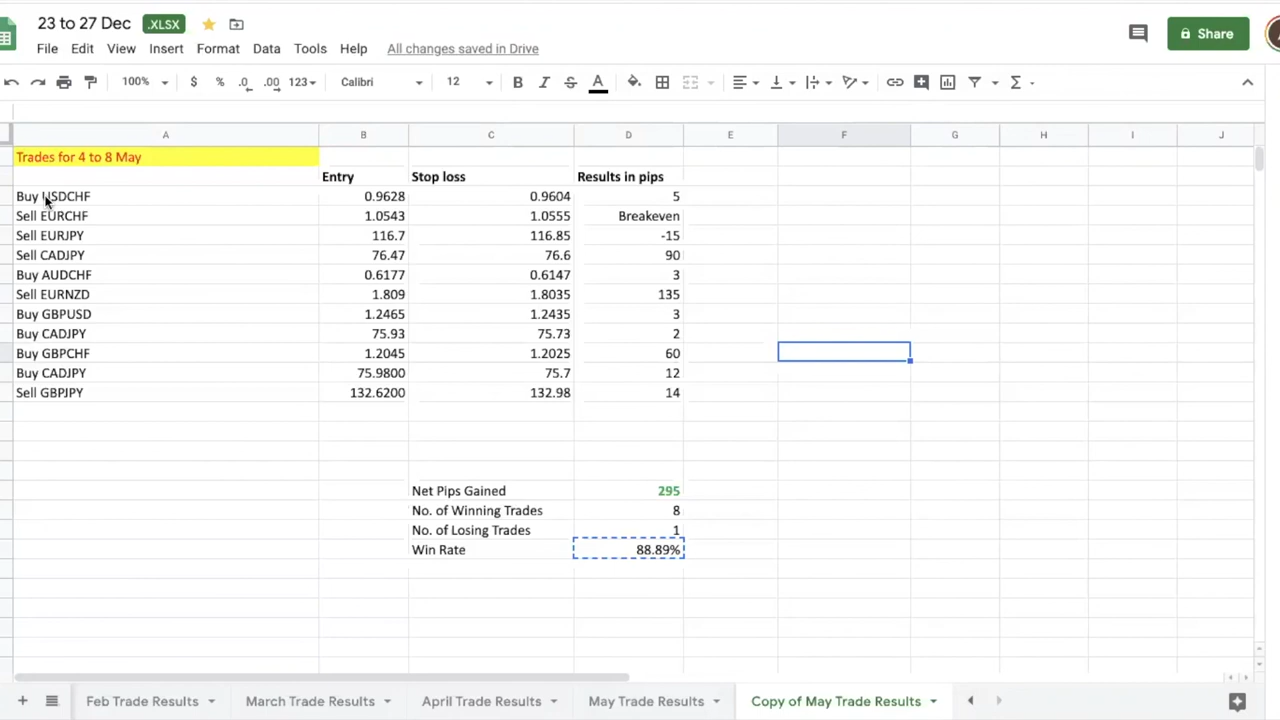 23 to 27 Dec .XLSX
File Edit View Insert Format Data Tools Help All changes saved in Drive
Share
100% $ % .0 .00 123 Calibri 12 B I S A
A B C D E F G H I J
Trades for 4 to 8 May
Entry Stop loss Results in pips
Buy USDCHF 0.9628 0.9604 5
Sell EURCHF 1.0543 1.0555 Breakeven
Sell EURJPY 116.7 116.85 -15
Sell CADJPY 76.47 76.6 90
Buy AUDCHF 0.6177 0.6147 3
Sell EURNZD 1.809 1.8035 135
Buy GBPUSD 1.2465 1.2435 3
Buy CADJPY 75.93 75.73 2
Buy GBPCHF 1.2045 1.2025 60
Buy CADJPY 75.9800 75.7 12
Sell GBPJPY 132.6200 132.98 14
Net Pips Gained 295
No. of Winning Trades 8
No. of Losing Trades 1
Win Rate 88.89%
Feb Trade Results March Trade Results April Trade Results May Trade Results Copy of May Trade Results